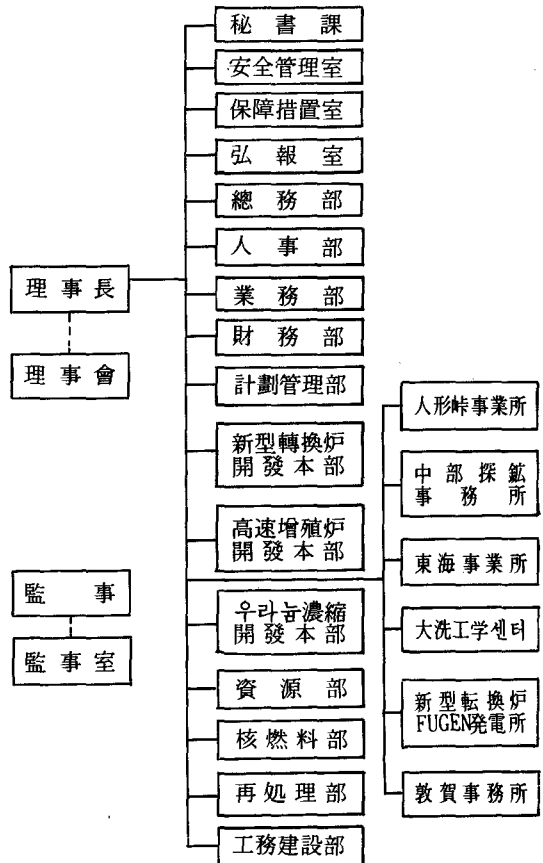 理事長
理事會
監事
監事室
秘書課
安全管理室
保障措置室
弘報室
總務部
人事部
業務部
財務部
計劃管理部
新型轉換炉
開發本部
高速增殖炉
開發本部
우라늄濃縮
開發本部
資源部
核燃料部
再処理部
工務建設部
人形峠事業所
中部探鉱
事務所
東海事業所
大洗工学센터
新型転換炉
FUGEN発電所
敦賀事務所